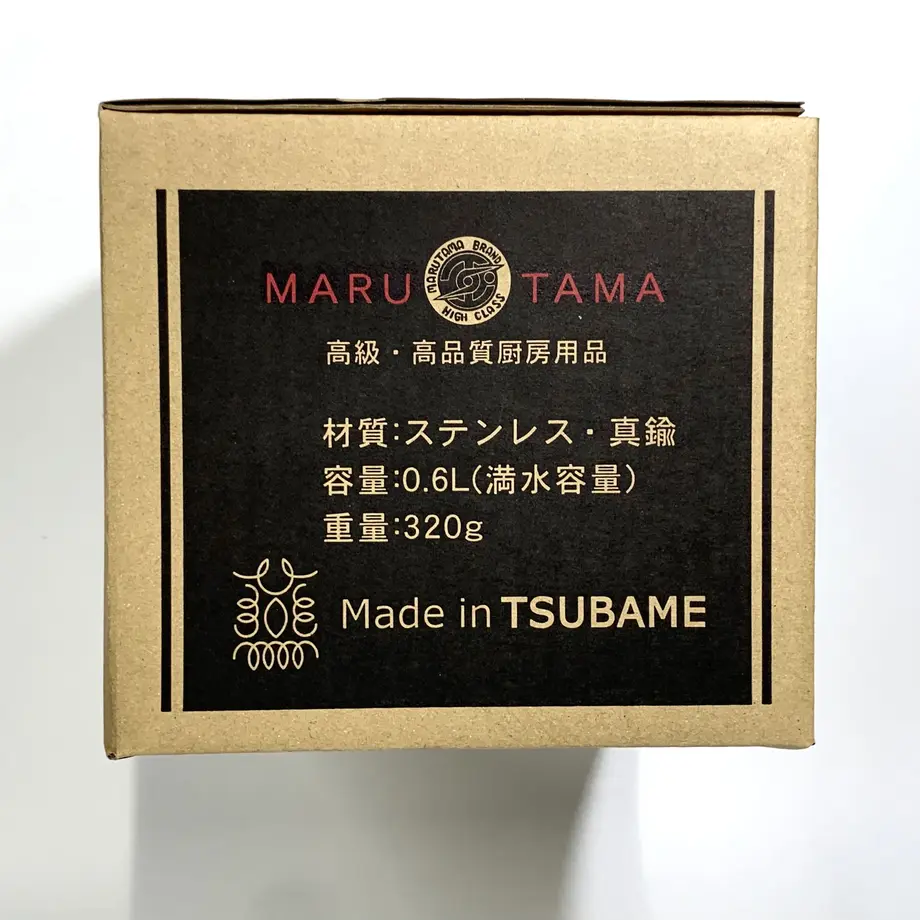 MARU TAMA
MARUTAMA BRAND
HIGH CLASS
高級・高品質厨房用品
材質:ステンレス・真鍮
容量:0.6L(満水容量)
重量:320g
Made in TSUBAME